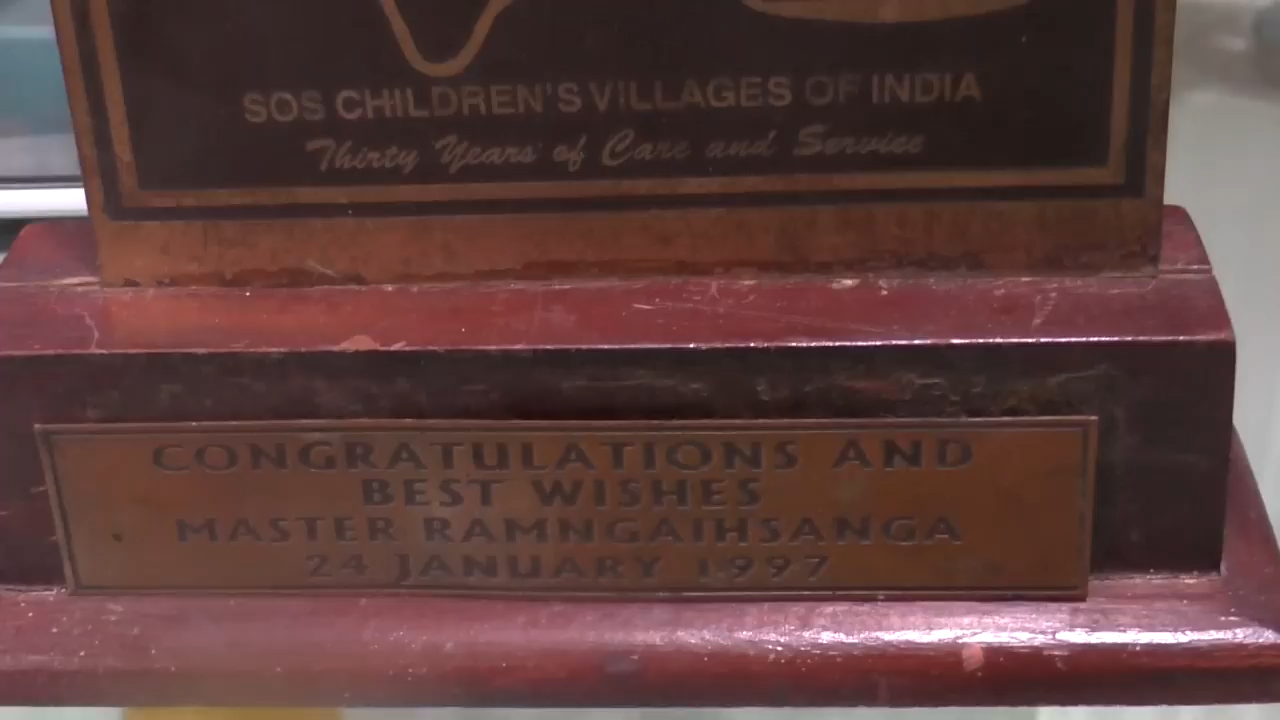 SOS CHILDREN'S VILLAGES OF INDIA
Thirty Years of Care and Service
CONGRATULATIONS AND
BEST WISHES
MASTER RAMNGAIHSANGA
24 JANUARY 1997